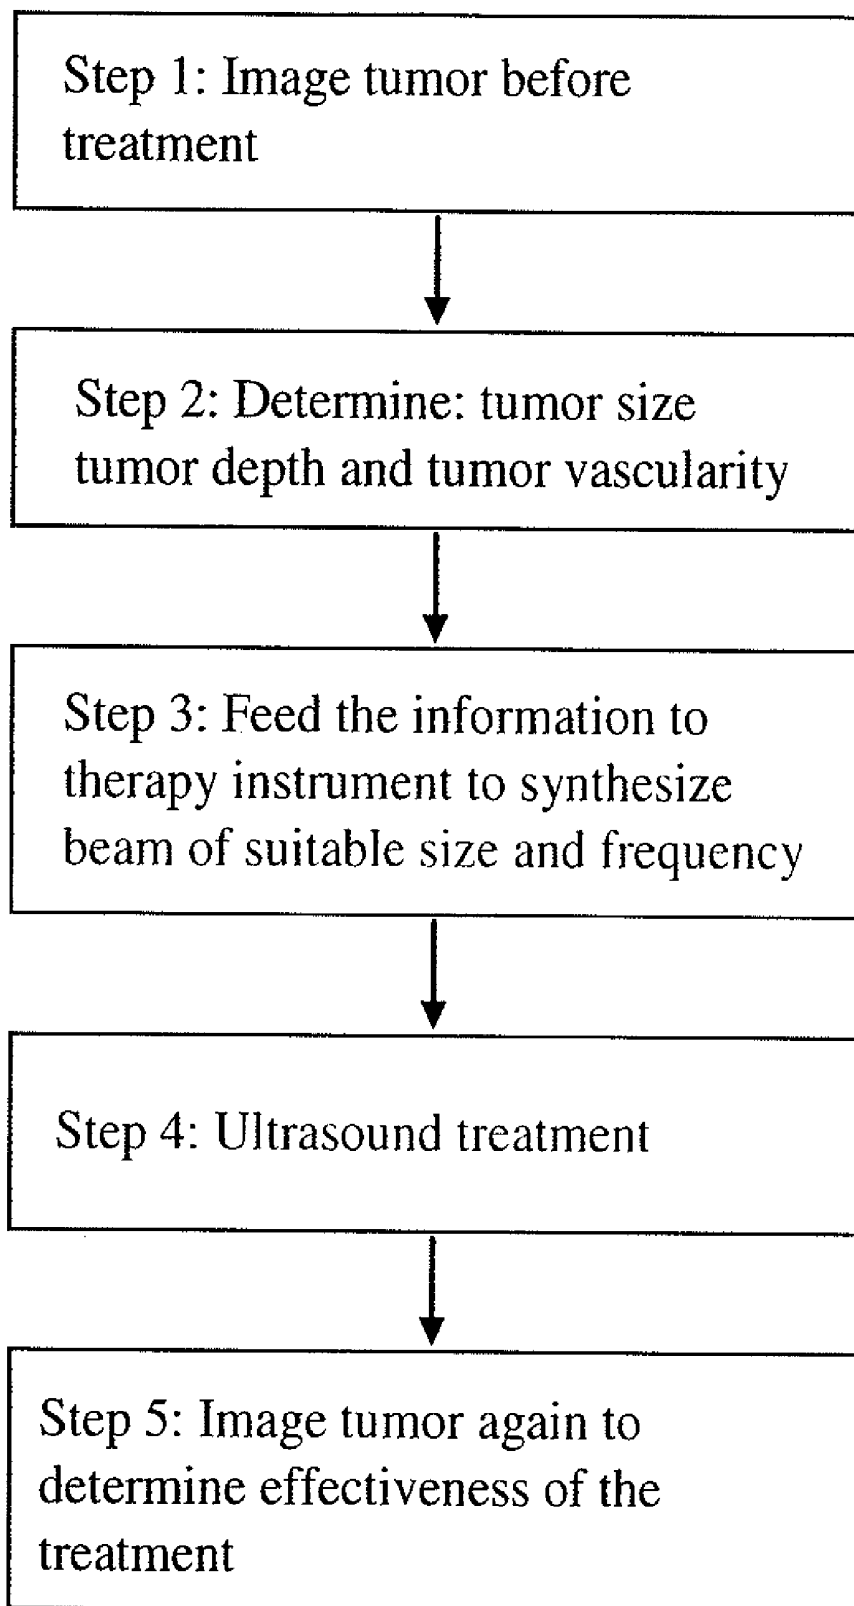 Step 1: Image tumor before
treatment
Step 2: Determine: tumor size
tumor depth and tumor vascularity
Step 3: Feed the information to
therapy instrument to synthesize
beam of suitable size and frequency
Step 4: Ultrasound treatment
Step 5: Image tumor again to
determine effectiveness of the
treatment